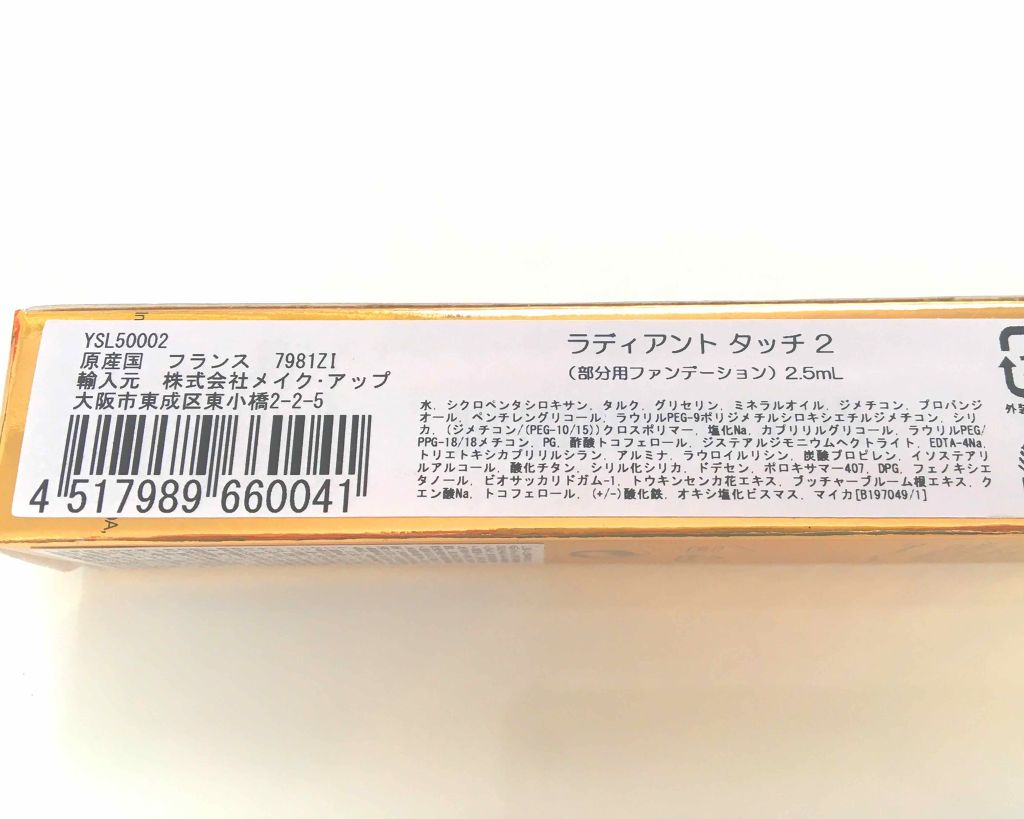 YSL50002
原産国 フランス 7981ZI
輸入元 株式会社メイク・アップ
大阪市東成区東小橋2-2-5
4 517989 660041
ラディアント タッチ 2
(部分用ファンデーション) 2.5mL
水、シクロペンタシロキサン、タルク、グリセリン、ミネラルオイル、ジメチコン、プロパンジ
オール、ペンチレングリコール、ラウリルPEG-9ポリジメチルシロキシエチルジメチコン、シリ
カ、(ジメチコン/(PEG-10/15))クロスポリマー、塩化Na、カプリリルグリコール、ラウリルPEG/
PPG-18/18メチコン、PG、酢酸トコフェロール、ジステアルジモニウムヘクトライト、EDTA-4Na、
トリエトキシカプリリルシラン、アルミナ、ラウロイルリシン、炭酸プロピレン、イソステアリ
ルアルコール、酸化チタン、シリル化シリカ、ドデセン、ポロキサマー407、DPG、フェノキシエ
タノール、ビオサッカリドガム-1、トウキンセンカ花エキス、ブッチャーブルーム根エキス、ク
エン酸Na、トコフェロール、(+/-)酸化鉄、オキシ塩化ビスマス、マイカ[B197049/1]
外装
In